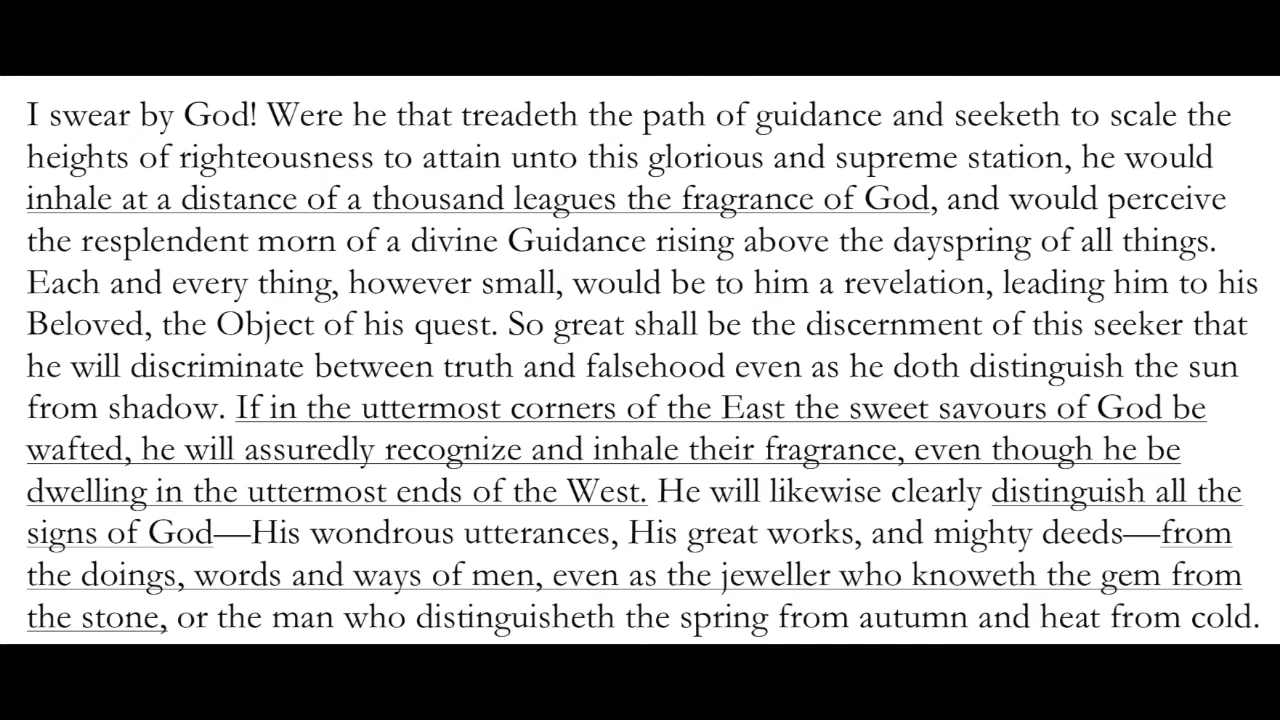 I swear by God! Were he that treadeth the path of guidance and seeketh to scale the
heights of righteousness to attain unto this glorious and supreme station, he would
inhale at a distance of a thousand leagues the fragrance of God, and would perceive
the resplendent morn of a divine Guidance rising above the dayspring of all things.
Each and every thing, however small, would be to him a revelation, leading him to his
Beloved, the Object of his quest. So great shall be the discernment of this seeker that
he will discriminate between truth and falsehood even as he doth distinguish the sun
from shadow. If in the uttermost corners of the East the sweet savours of God be
wafted, he will assuredly recognize and inhale their fragrance, even though he be
dwelling in the uttermost ends of the West. He will likewise clearly distinguish all the
signs of God—His wondrous utterances, His great works, and mighty deeds—from
the doings, words and ways of men, even as the jeweller who knoweth the gem from
the stone, or the man who distinguisheth the spring from autumn and heat from cold.